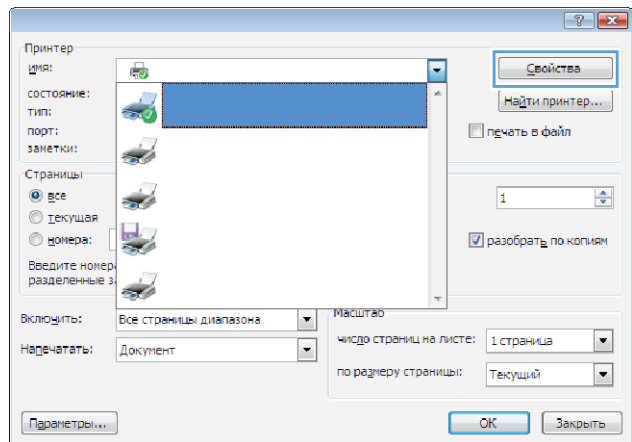 Принтер
имя:
Свойства
состояние:
тип:
Найти принтер...
порт:
печать в файл
заметки:
Страницы
все
1
текущая
номера:
разобрать по копиям
Введите номер
разделенные з
Включить:
Все страницы диапазона
Масштаб
число страниц на листе:
1 страница
Напечатать:
Документ
по размеру страницы:
Текущий
Параметры...
ОК
Закрыть